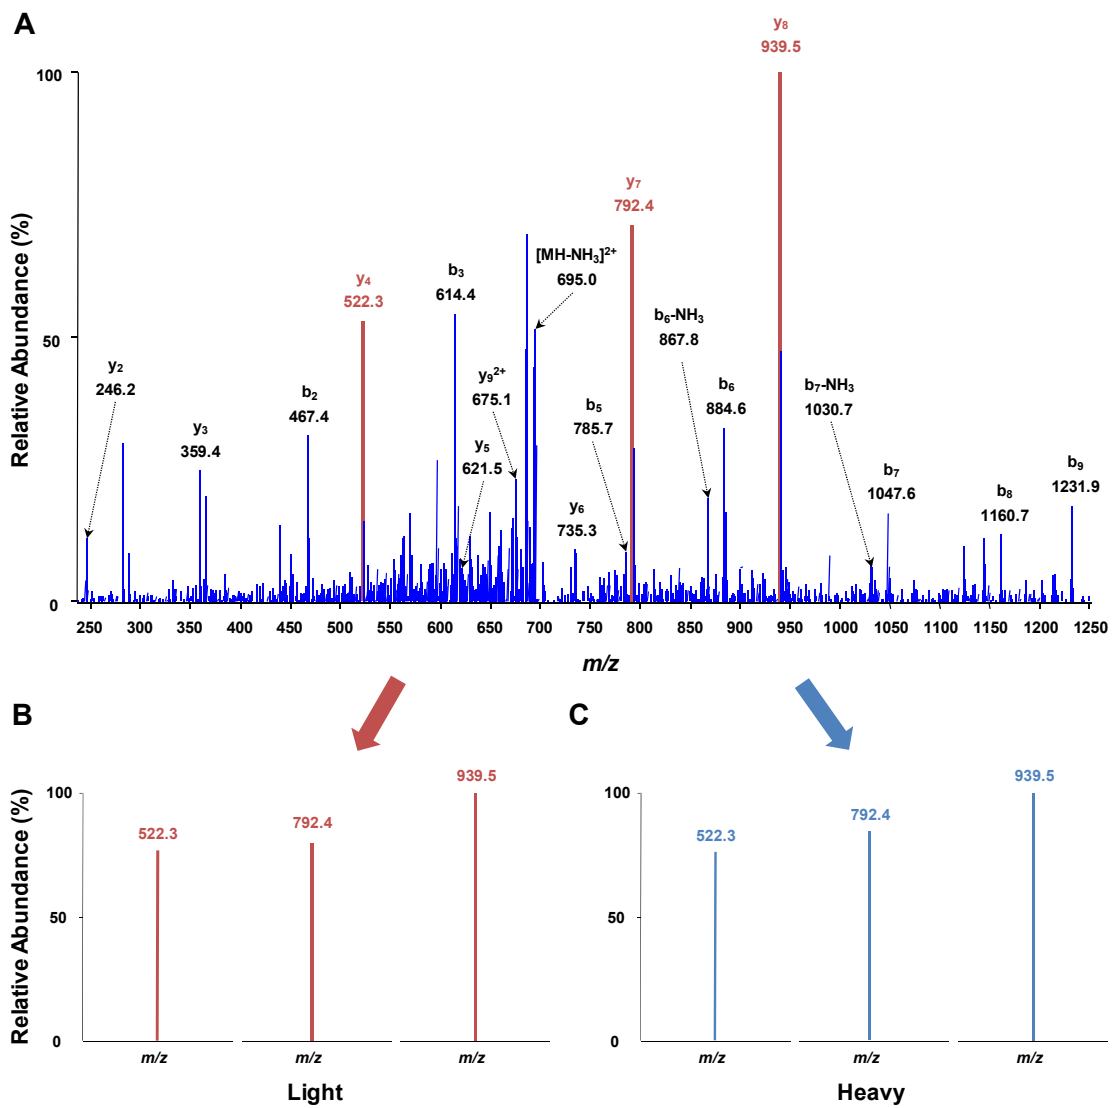 A
y8
939.5
100
y7
792.4
[MH-NH3]2+
695.0
b3
614.4
y4
522.3
b6-NH3
867.8
50
y2
246.2
y9 2+
675.1
b2
467.4
b5
785.7
b6
884.6
b7-NH3
1030.7
y3
359.4
y5
621.5
b9
1231.9
b7
1047.6
b8
1160.7
y6
735.3
Relative Abundance (%)
0
250 300 350 400 450 500 550 600 650 700 750 800 850 900 950 1000 1050 1100 1150 1200 1250
m/z
B
939.5
100
792.4
522.3
Relative Abundance (%)
50
0
m/z m/z m/z
Light
C
939.5
100
792.4
522.3
50
0
m/z m/z m/z
Heavy